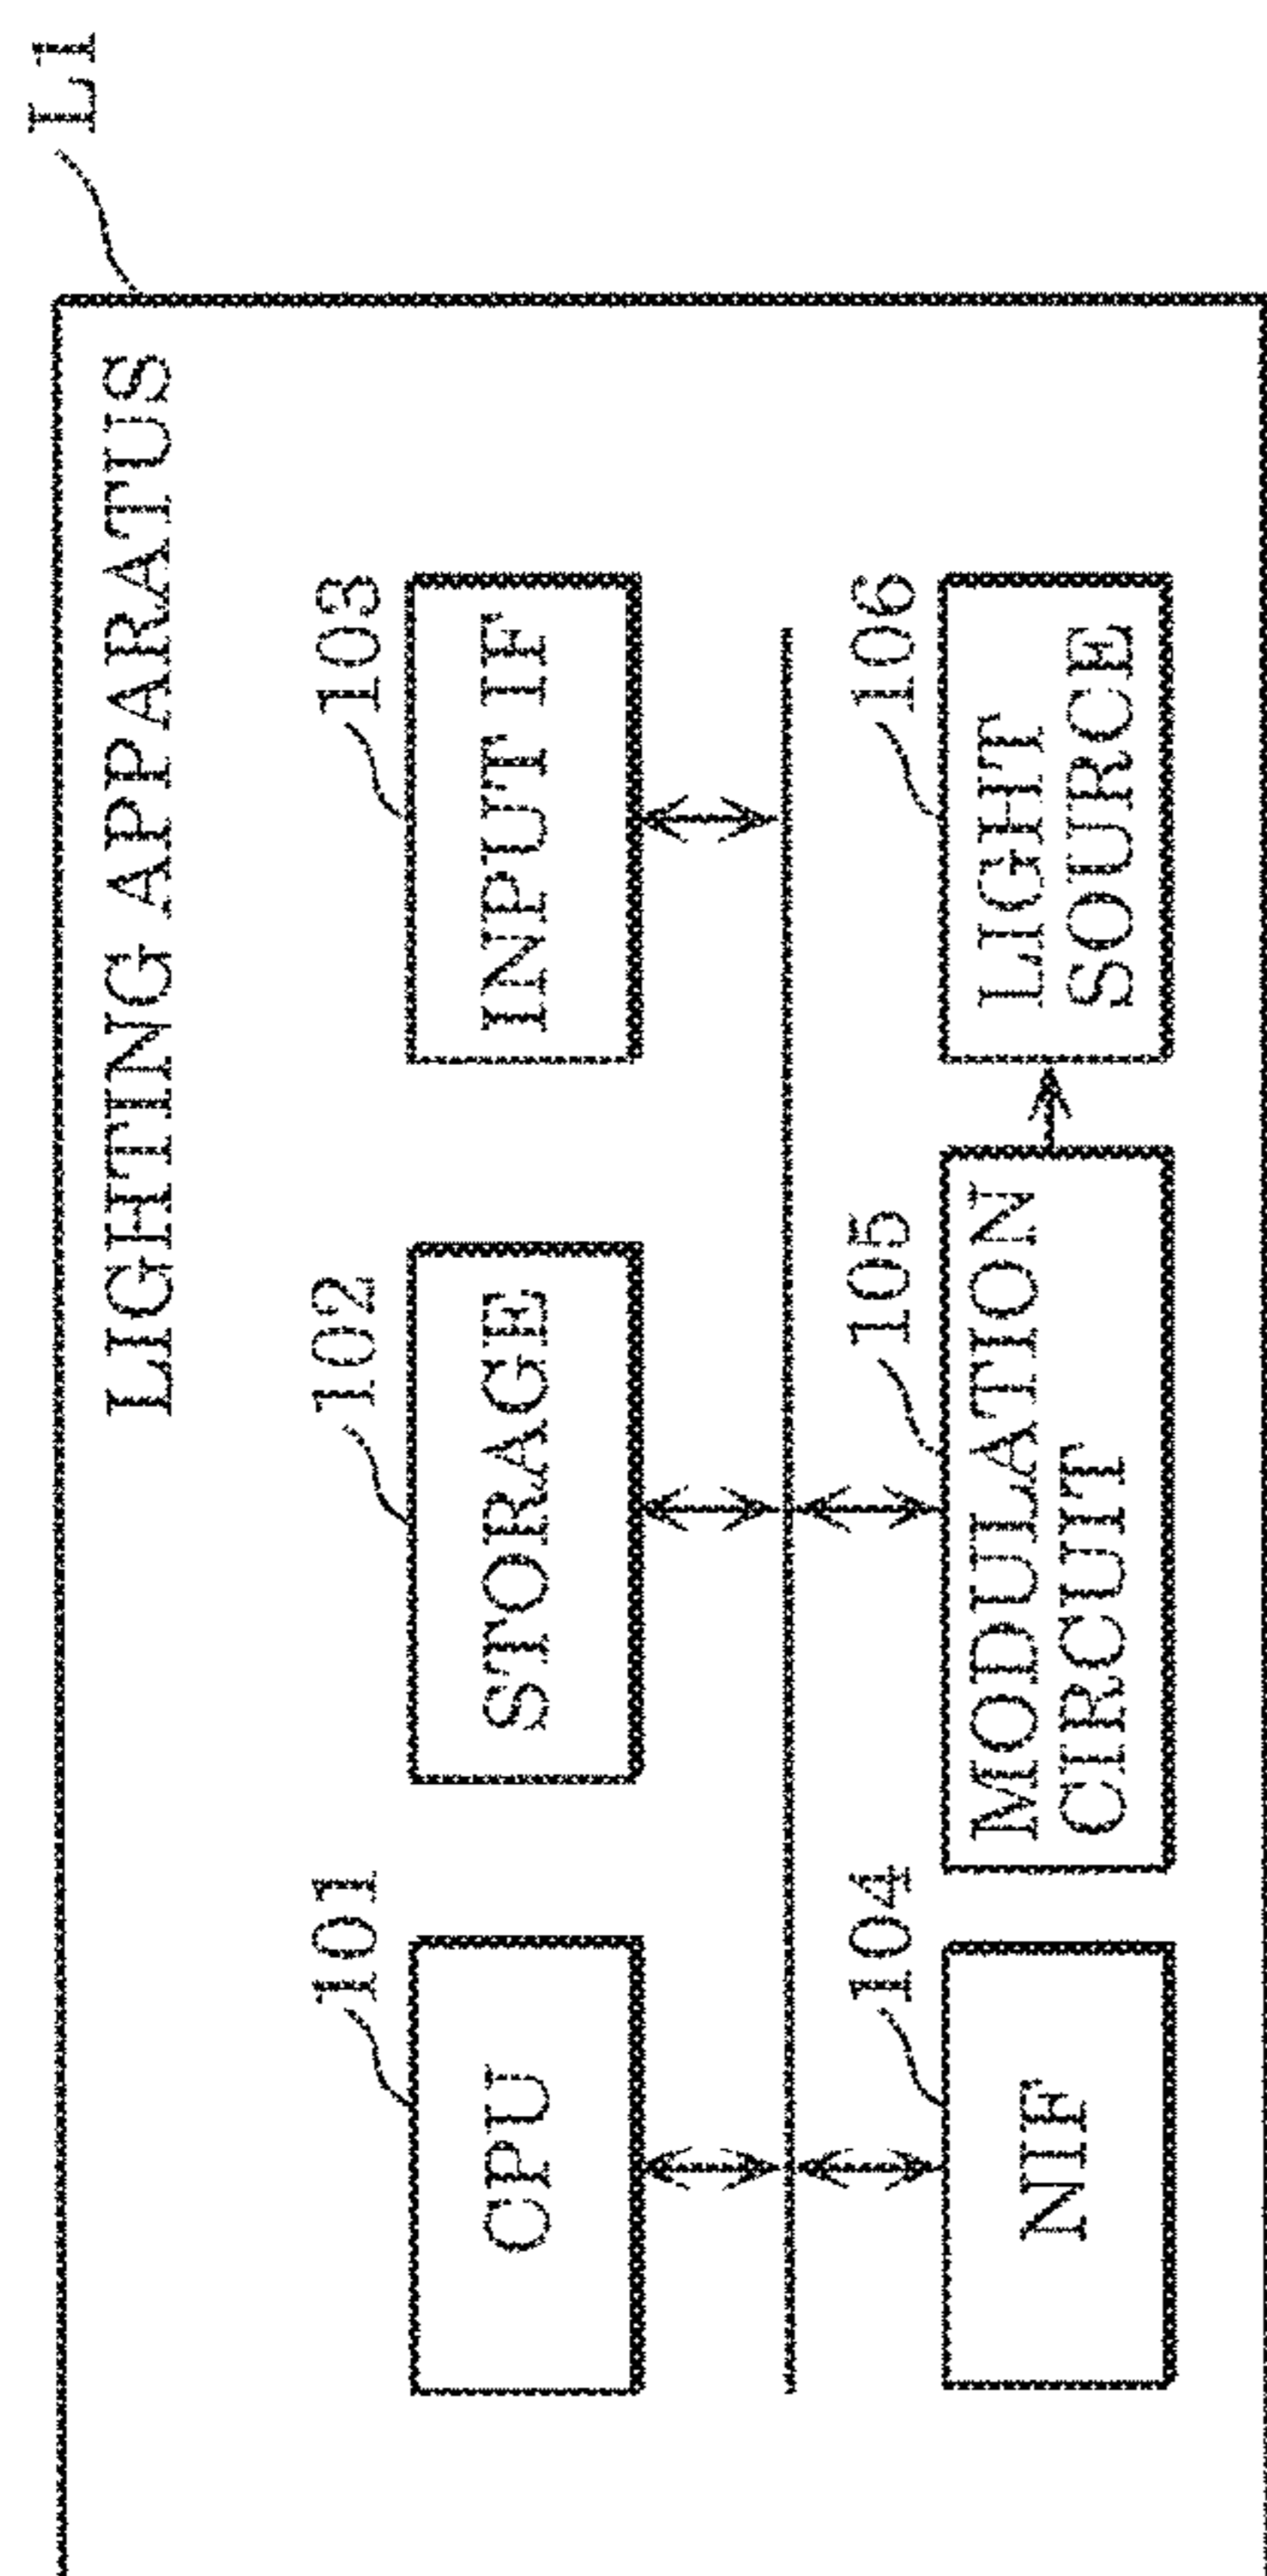 L1
LIGHTING APPARATUS
101
102
103
CPU
STORAGE
INPUT IF
104
105
106
NIF
MODULATION
CIRCUIT
LIGHT
SOURCE